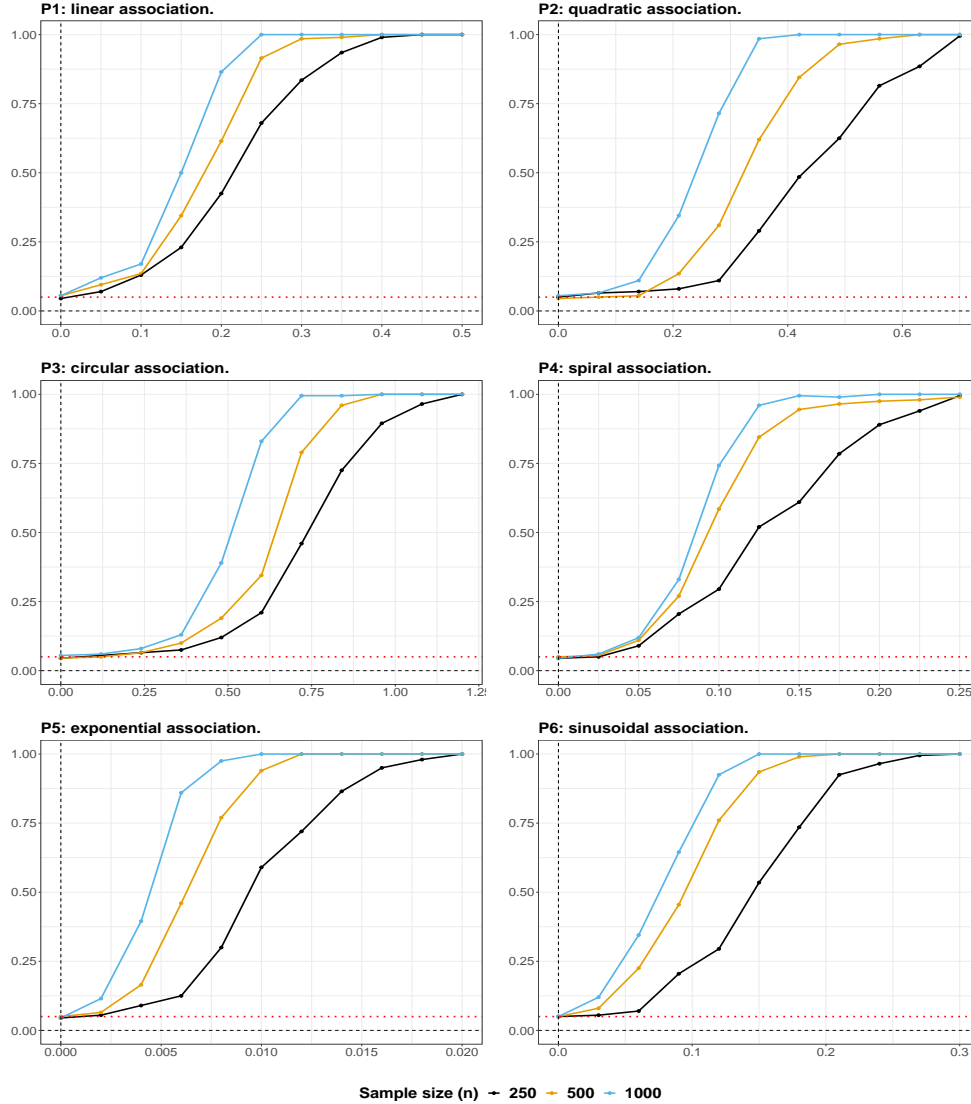 P1: linear association.
P2: quadratic association.
1.00
0.75
0.50
0.25
0.00
0.0 0.1 0.2 0.3 0.4 0.5
1.00
0.75
0.50
0.25
0.00
0.0 0.2 0.4 0.6
P3: circular association.
P4: spiral association.
1.00
0.75
0.50
0.25
0.00
0.00 0.25 0.50 0.75 1.00 1.25
1.00
0.75
0.50
0.25
0.00
0.00 0.05 0.10 0.15 0.20 0.25
P5: exponential association.
P6: sinusoidal association.
1.00
0.75
0.50
0.25
0.00
0.000 0.005 0.010 0.015 0.020
1.00
0.75
0.50
0.25
0.00
0.0 0.1 0.2 0.3
Sample size (n) 250 500 1000